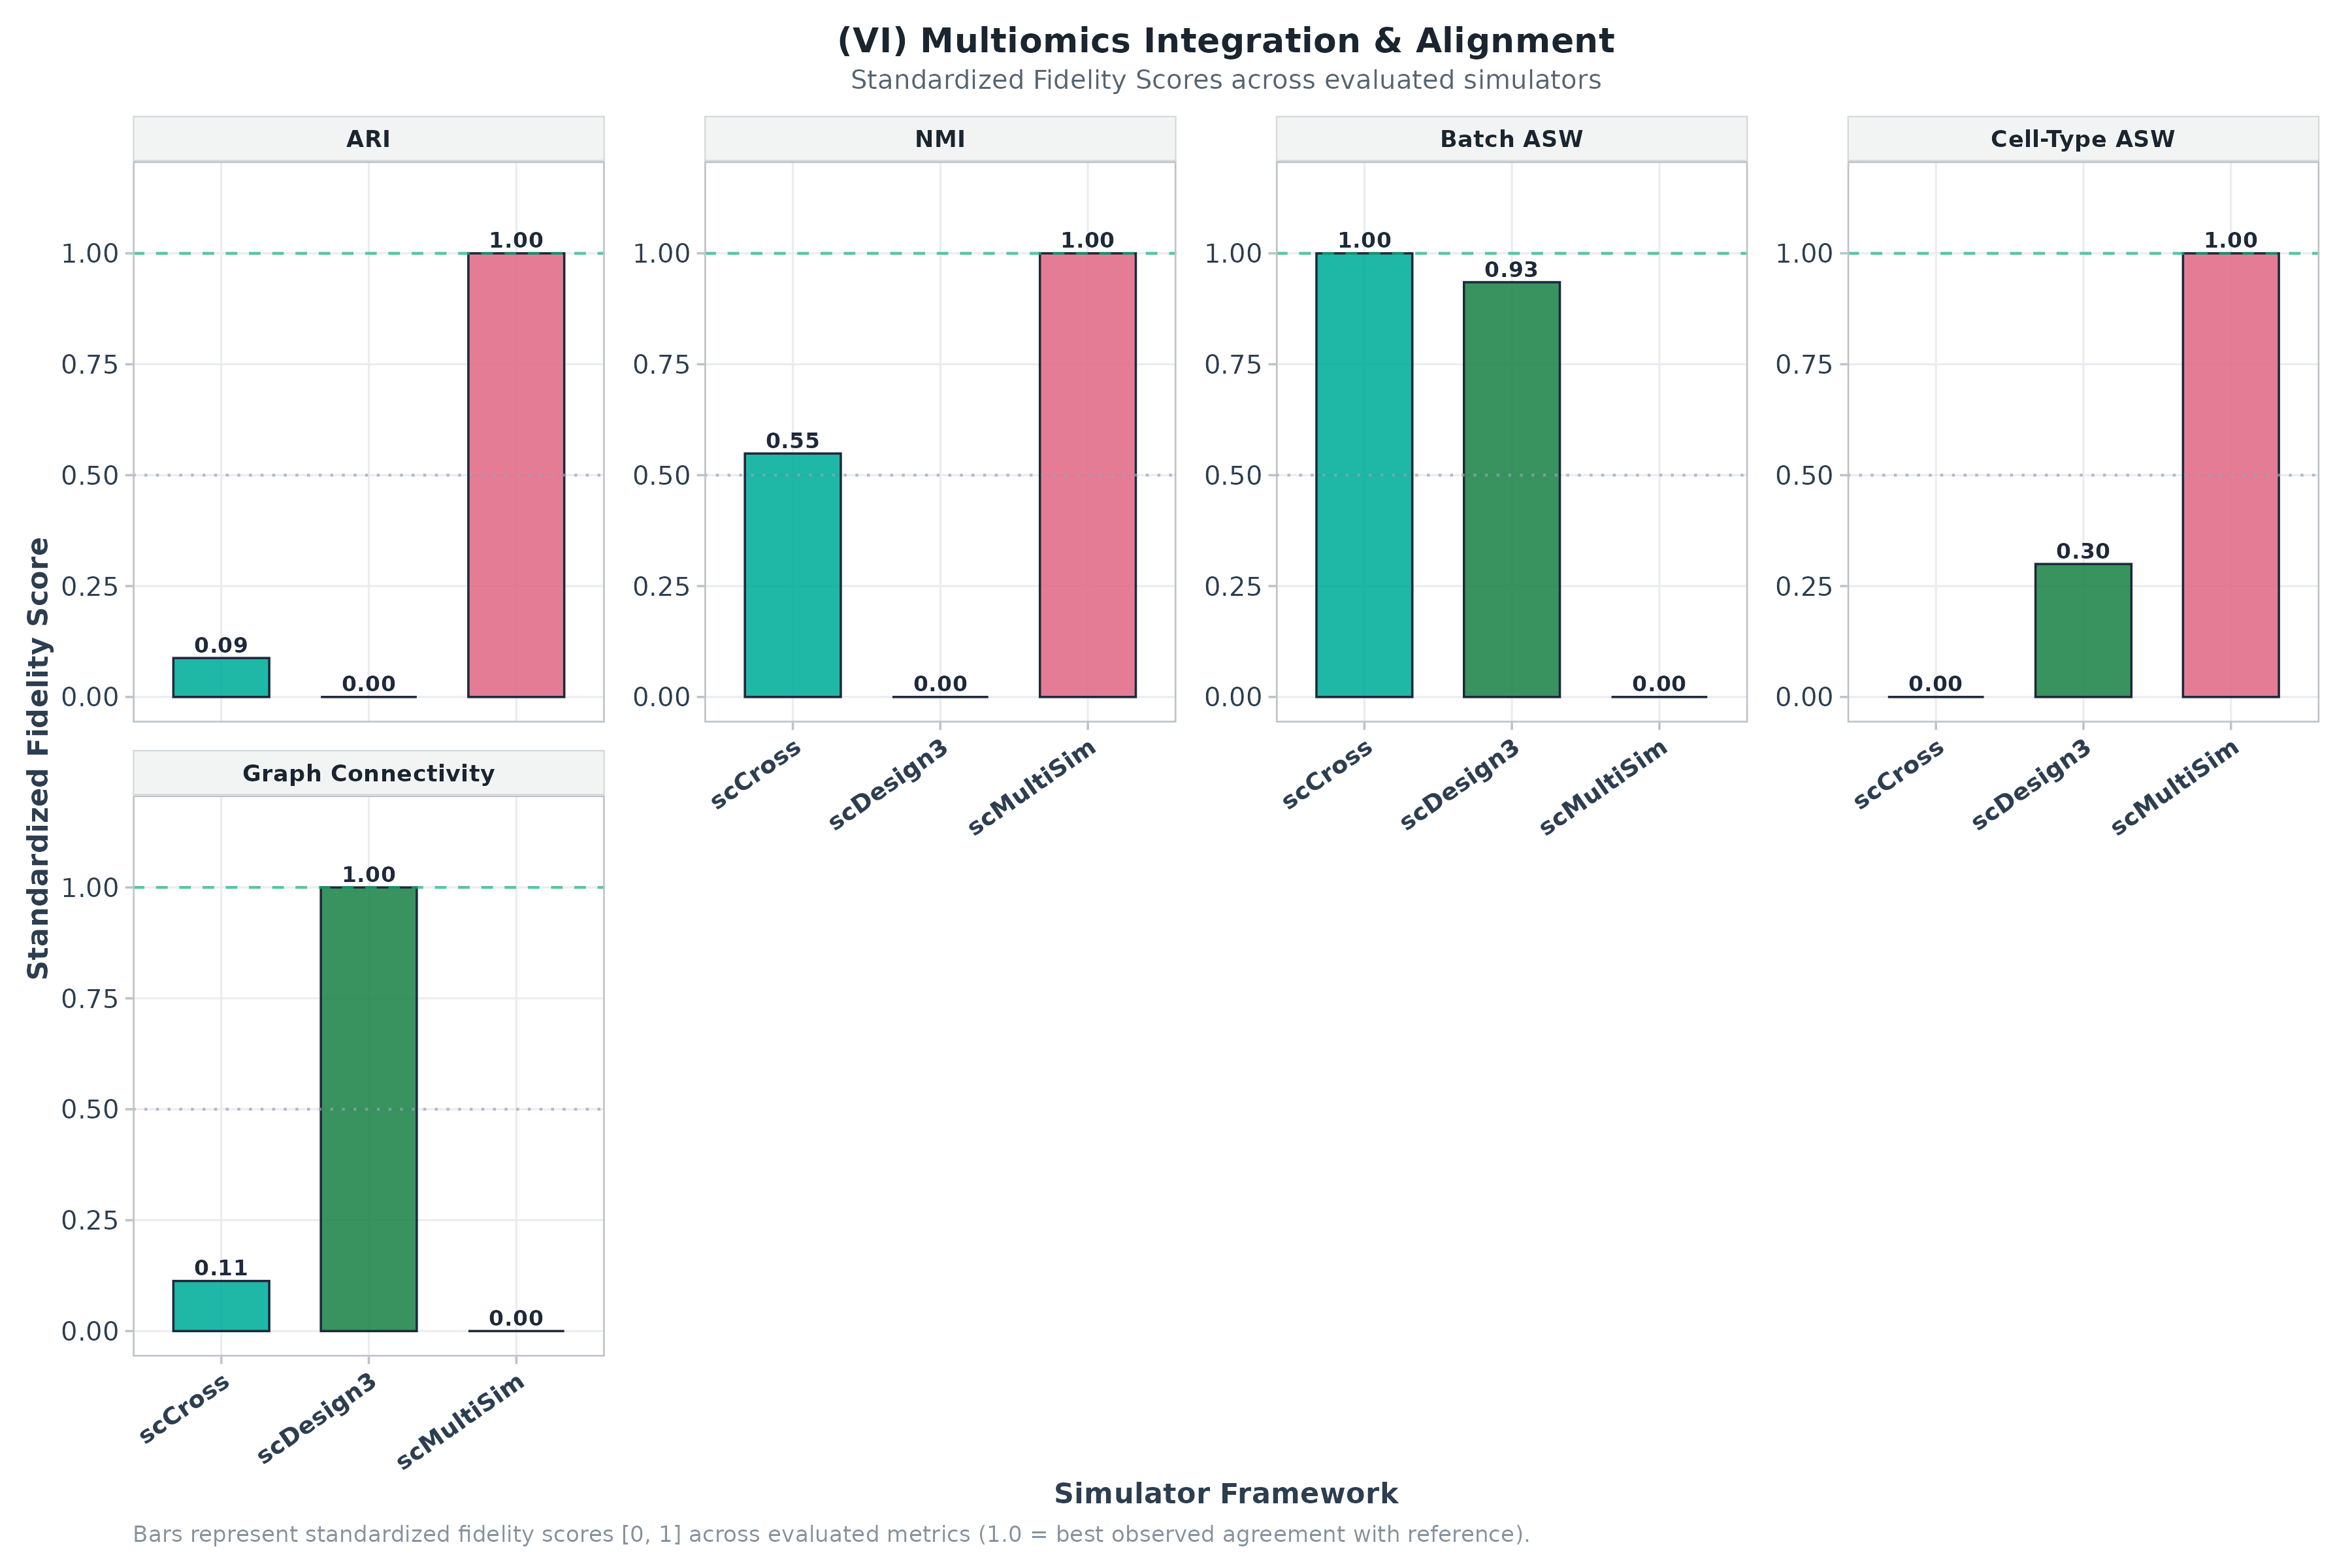 (VI) Multiomics Integration & Alignment
Standardized Fidelity Scores across evaluated simulators
Standardized Fidelity Score
ARI
1.00
0.75
0.50
0.25
0.00
0.09
0.00
1.00
NMI
1.00
0.75
0.50
0.25
0.00
0.55
0.00
1.00
scCross
scDesign3
scMultiSim
Batch ASW
1.00
0.75
0.50
0.25
0.00
1.00
0.93
0.00
scCross
scDesign3
scMultiSim
Cell-Type ASW
1.00
0.75
0.50
0.25
0.00
0.00
0.30
1.00
scCross
scDesign3
scMultiSim
Graph Connectivity
1.00
0.75
0.50
0.25
0.00
0.11
1.00
0.00
scCross
scDesign3
scMultiSim
Simulator Framework
Bars represent standardized fidelity scores [0, 1] across evaluated metrics (1.0 = best observed agreement with reference).